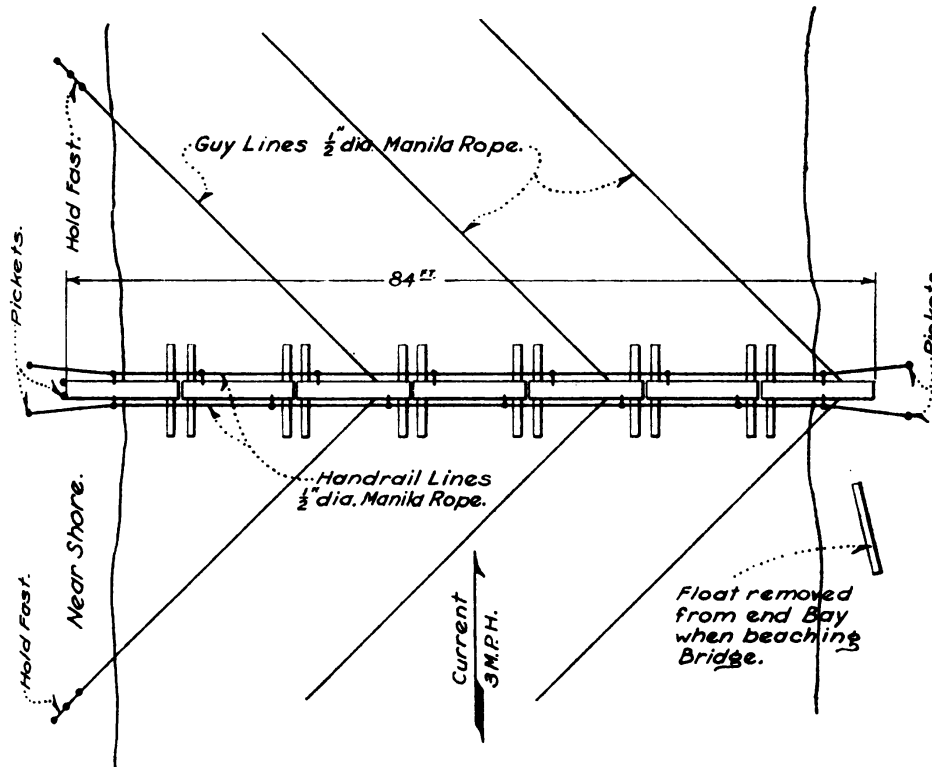 Guy Lines ½" dia. Manila Rope.
Hold Fast.
Pickets.
84 FT.
Pickets
Handrail Lines
½" dia. Manila Rope.
Near Shore.
Hold Fast.
Current
3 M.P.H.
Float removed
from end Bay
when beaching
Bridge.